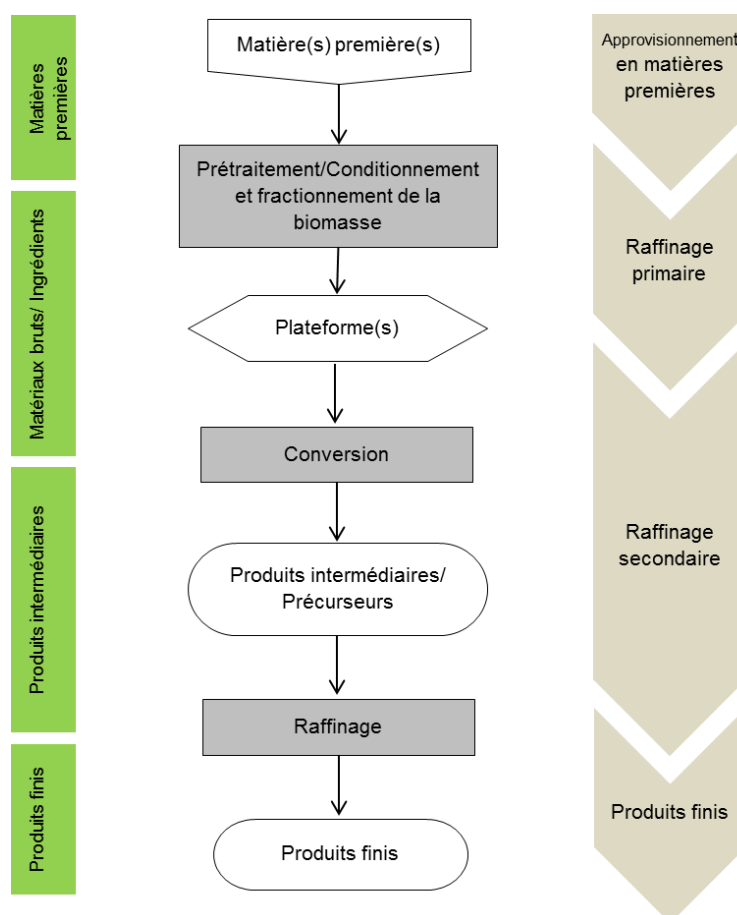 Matières
premières
Matériaux bruts/ Ingrédients
Produits intermédiaires
Produits finis
Matière(s) première(s)
Prétraitement/Conditionnement
et fractionnement de la
biomasse
Plateforme(s)
Conversion
Produits intermédiaires/
Précurseurs
Raffinage
Produits finis
Approvisionnement
en matières
premières
Raffinage
primaire
Raffinage
secondaire
Produits finis